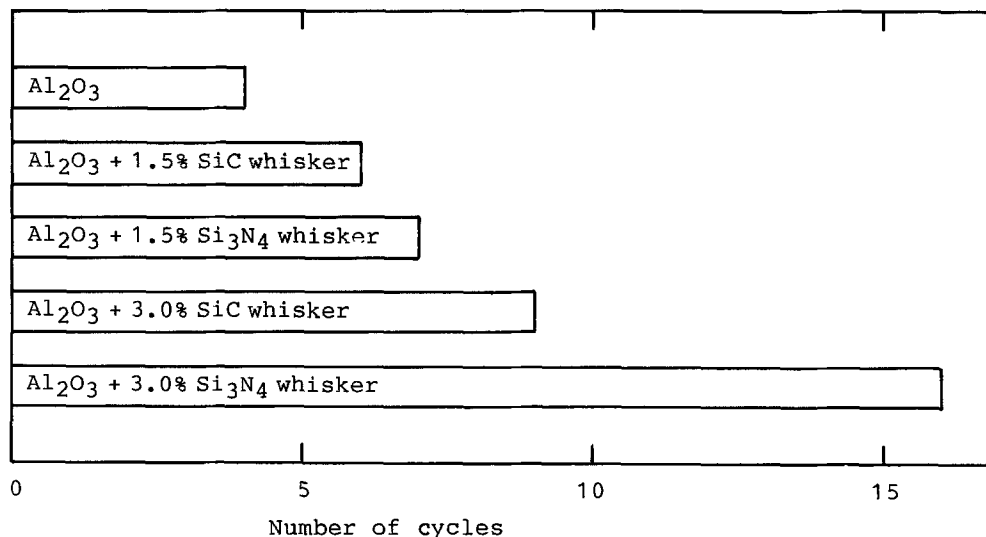 Al₂O₃
Al₂O₃ + 1.5% SiC whisker
Al₂O₃ + 1.5% Si₃N₄ whisker
Al₂O₃ + 3.0% SiC whisker
Al₂O₃ + 3.0% Si₃N₄ whisker
0 5 10 15
Number of cycles